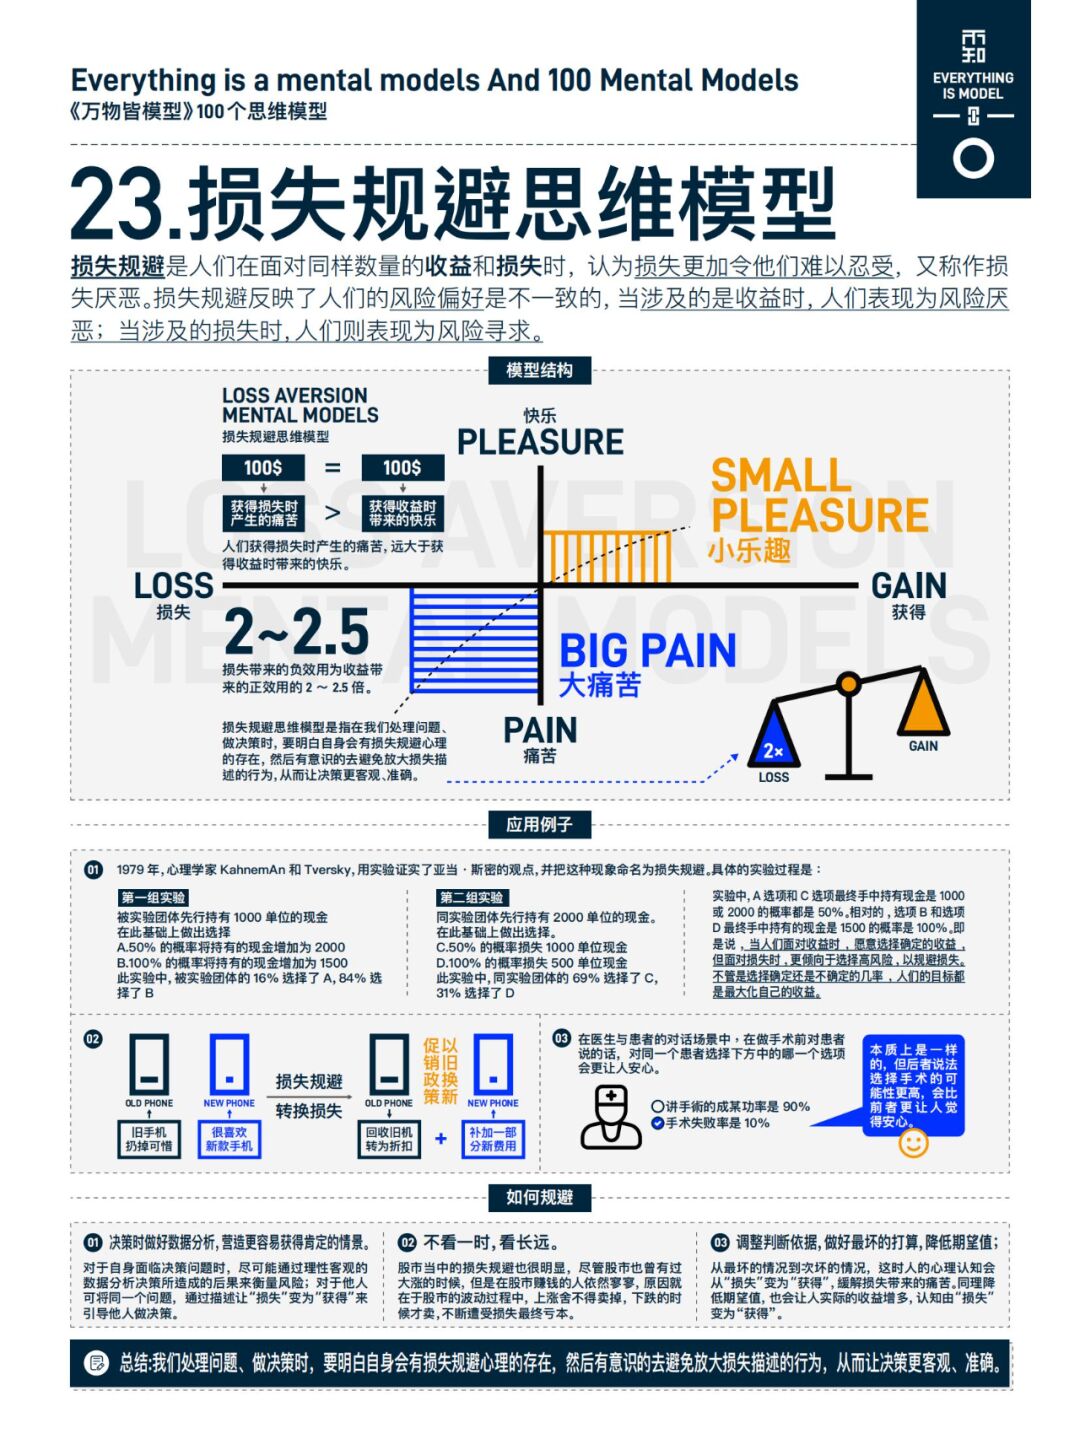 EVERYTHING
IS MODEL
Everything is a mental models And 100 Mental Models
《万物皆模型》100个思维模型
23.损失规避思维模型
损失规避是人们在面对同样数量的收益和损失时，认为损失更加令他们难以忍受，又称作损
失厌恶。损失规避反映了人们的风险偏好是不一致的，当涉及的是收益时，人们表现为风险厌
恶；当涉及的损失时，人们则表现为风险寻求。
模型结构
LOSS AVERSION
MENTAL MODELS
LOSS AVERSION
MENTAL MODELS
损失规避思维模型
100$ = 100$
获得损失时
产生的痛苦
>
获得收益时
带来的快乐
人们获得损失时产生的痛苦，远大于获
得收益时带来的快乐。
快乐
PLEASURE
SMALL
PLEASURE
小乐趣
LOSS
损失
GAIN
获得
2~2.5
损失带来的负效用为收益带
来的正效用的 2 ～ 2.5 倍。
BIG PAIN
大痛苦
PAIN
痛苦
损失规避思维模型是指在我们处理问题、
做决策时，要明白自身会有损失规避心理
的存在，然后有意识的去避免放大损失描
述的行为，从而让决策更客观、准确。
2×
LOSS
GAIN
应用例子
01 1979 年，心理学家 KahnemAn 和 Tversky，用实验证实了亚当 · 斯密的观点，并把这种现象命名为损失规避。具体的实验过程是：
第一组实验
被实验团体先行持有 1000 单位的现金
在此基础上做出选择
A.50% 的概率将持有的现金增加为 2000
B.100% 的概率将持有的现金增加为 1500
此实验中，被实验团体的 16% 选择了 A，84% 选
择了 B
第二组实验
同实验团体先行持有 2000 单位的现金。
在此基础上做出选择。
C.50% 的概率损失 1000 单位现金
D.100% 的概率损失 500 单位现金
此实验中，同实验团体的 69% 选择了 C，
31% 选择了 D
实验中，A 选项和 C 选项最终手中持有现金是 1000
或 2000 的概率都是 50%。相对的，选项 B 和选项
D 最终手中持有的现金是 1500 的概率是 100%。即
是说，当人们面对收益时，愿意选择确定的收益，
但面对损失时，更倾向于选择高风险，以规避损失。
不管是选择确定还是不确定的几率，人们的目标都
是最大化自己的收益。
02
OLD PHONE
NEW PHONE
旧手机
扔掉可惜
很喜欢
新款手机
损失规避
转换损失
以旧换新
促销政策
OLD PHONE
NEW PHONE
回收旧机
转为折扣
+
补加一部
分新费用
03 在医生与患者的对话场景中，在做手术前对患者
说的话，对同一个患者选择下方中的哪一个选项
会更让人安心。
讲手術的成某功率是 90%
手术失败率是 10%
本质上是一样
的，但后者说法
选择手术的可
能性更高，会比
前者更让人觉
得安心。
如何规避
01 决策时做好数据分析，营造更容易获得肯定的情景。
对于自身面临决策问题时，尽可能通过理性客观的
数据分析决策所造成的后果来衡量风险；对于他人
可将同一个问题，通过描述让“损失”变为“获得”来
引导他人做决策。
02 不看一时，看长远。
股市当中的损失规避也很明显，尽管股市也曾有过
大涨的时候，但是在股市赚钱的人依然寥寥，原因就
在于股市的波动过程中，上涨舍不得卖掉，下跌的时
候才卖，不断遭受损失最终亏本。
03 调整判断依据，做好最坏的打算，降低期望值；
从最坏的情况到次坏的情况，这时人的心理认知会
从“损失”变为“获得”，缓解损失带来的痛苦。同理降
低期望值，也会让人实际的收益增多，认知由“损失”
变为“获得”。
总结:我们处理问题、做决策时，要明白自身会有损失规避心理的存在，然后有意识的去避免放大损失描述的行为，从而让决策更客观、准确。